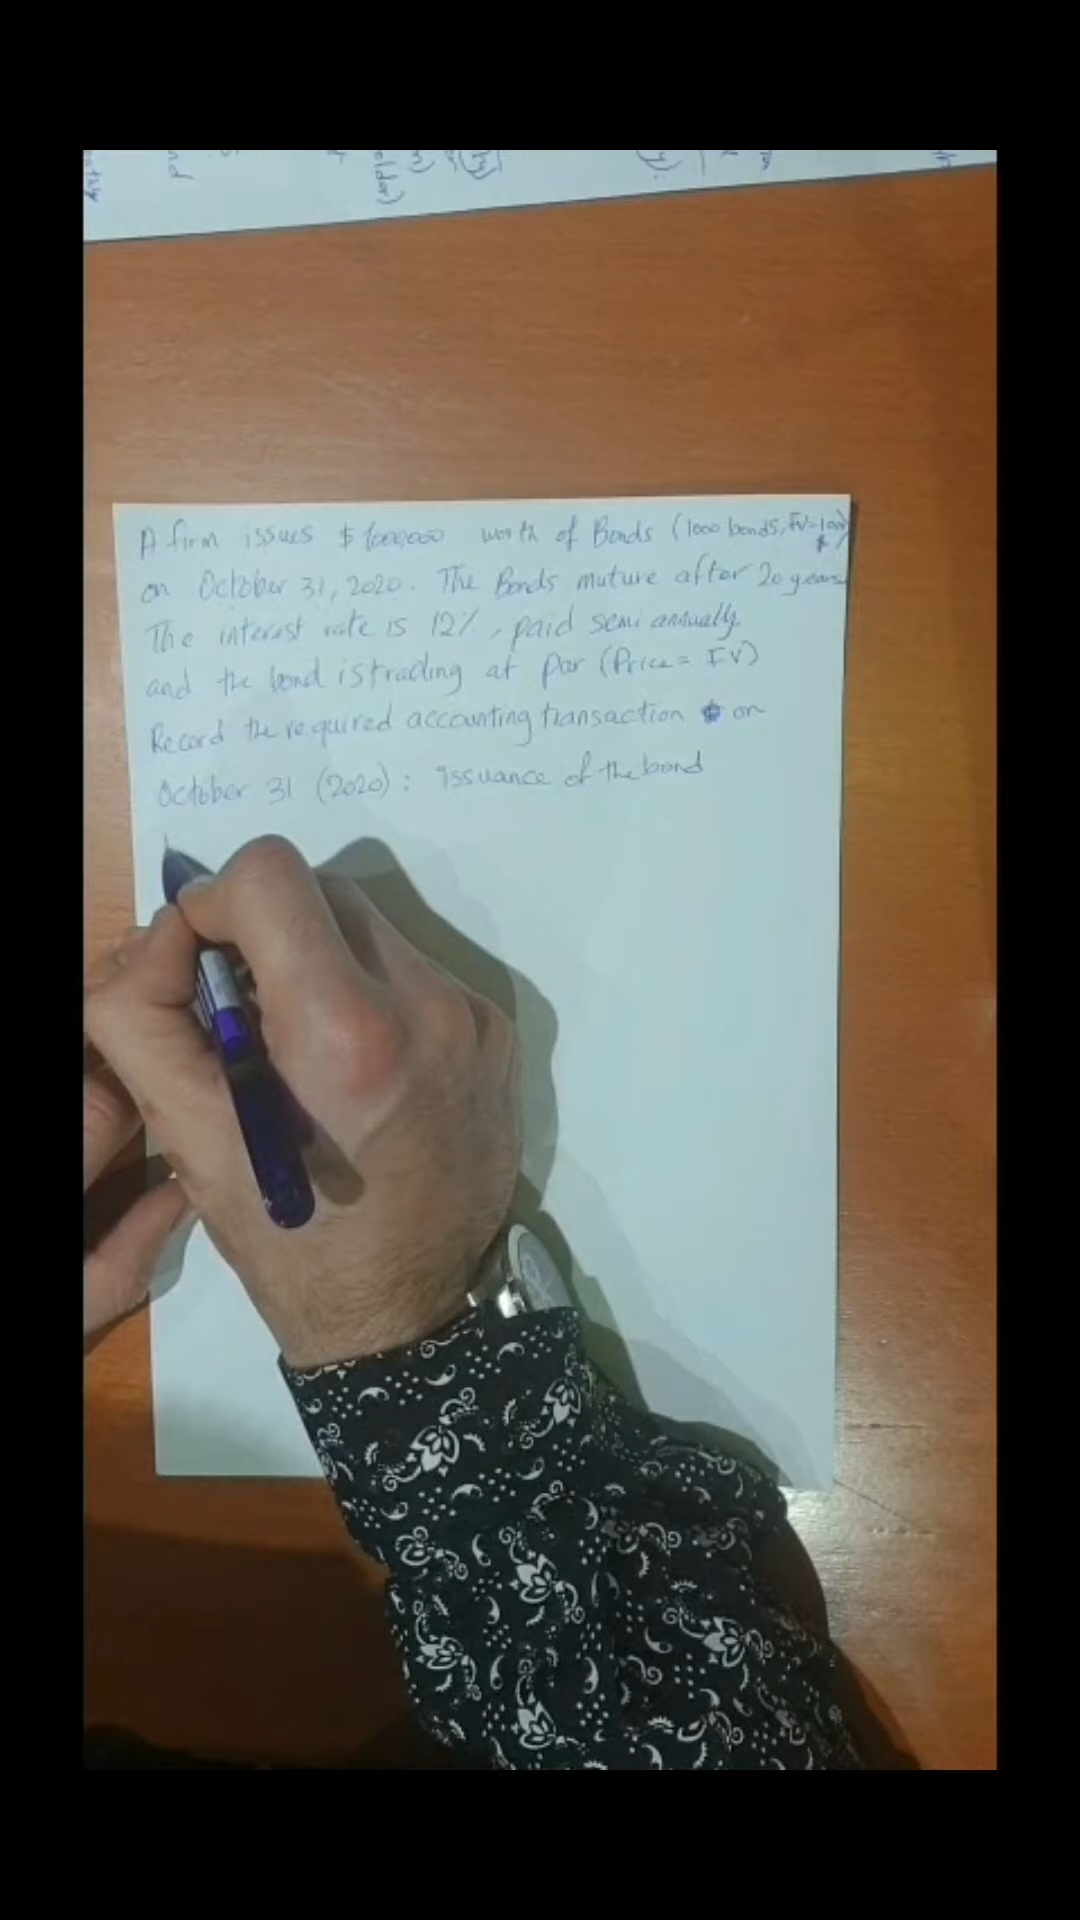 A firm issues $ 1000,000 worth of Bonds (1000 bonds, FV=1000$)
on October 31, 2020. The Bonds mature after 20 years
The interest rate is 12%, paid semi annually
and the bond is trading at par (Price = FV)
Record the required accounting transaction on
October 31 (2020): Issuance of the bond